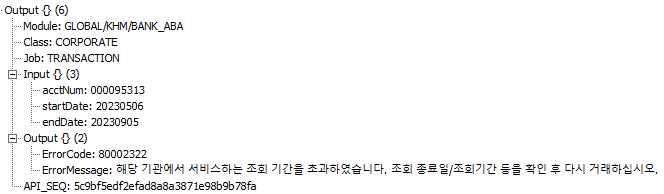 Output {} (6)
Module: GLOBAL/KHM/BANK_ABA
Class: CORPORATE
Job: TRANSACTION
Input {} (3)
acctNum: 000095313
startDate: 20230506
endDate: 20230905
Output {} (2)
ErrorCode: 80002322
ErrorMessage: 해당 기관에서 서비스하는 조회 기간을 초과하였습니다. 조회 종료일/조회기간 등을 확인 후 다시 거래하십시오.
API_SEQ: 5c9bf5edf2efad8a8a3871e98b9b78fa